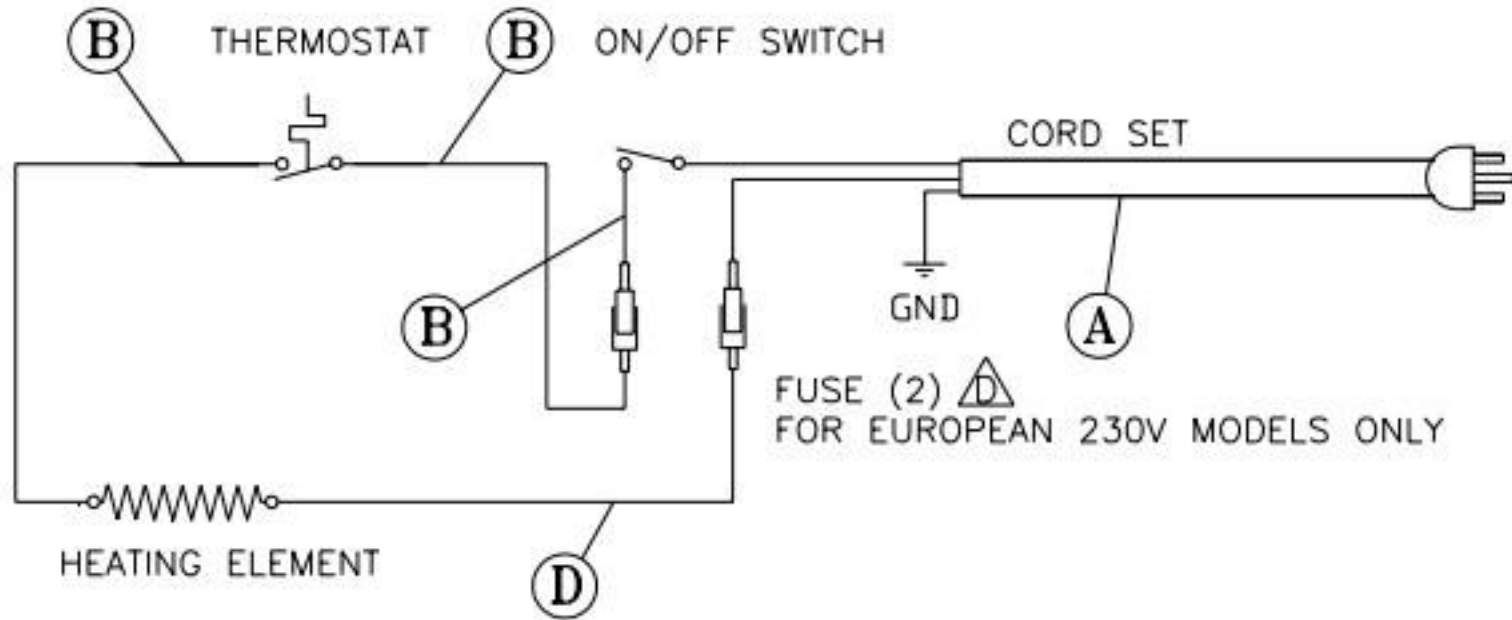 B THERMOSTAT B ON/OFF SWITCH
CORD SET
B
GND
A
FUSE (2) D
FOR EUROPEAN 230V MODELS ONLY
HEATING ELEMENT
D